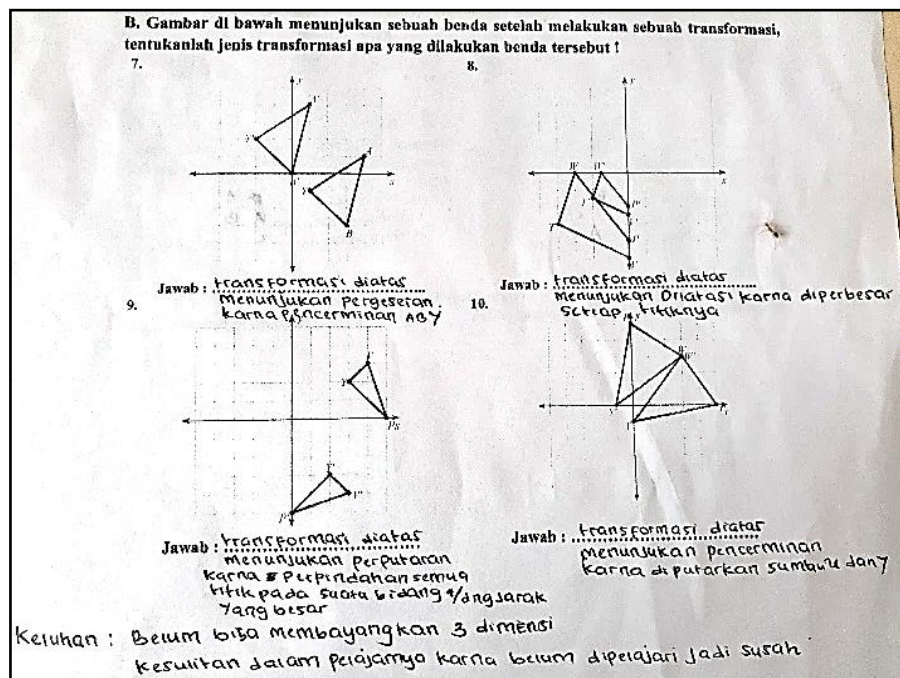 B. Gambar di bawah menunjukan sebuah benda setelah melakukan sebuah transformasi,
tentukanlah jenis transformasi apa yang dilakukan benda tersebut !
7.
8.
Jawab : transformasi diatas
menunjukan pergeseran
karna pencerminan ABY
Jawab : transformasi diatas
menunjukan Dilatasi karna diperbesar
setiap titiknya
9.
10.
Jawab : transformasi diatas
menunjukan perputaran
karna perpindahan semua
titik pada suatu bidang dng jarak
yang besar
Jawab : transformasi diatas
menunjukan pencerminan
karna diputarkan sumbu dan y
Keluhan : Belum bisa membayangkan 3 dimensi
Kesulitan dalam karna belum dipelajari jadi susah